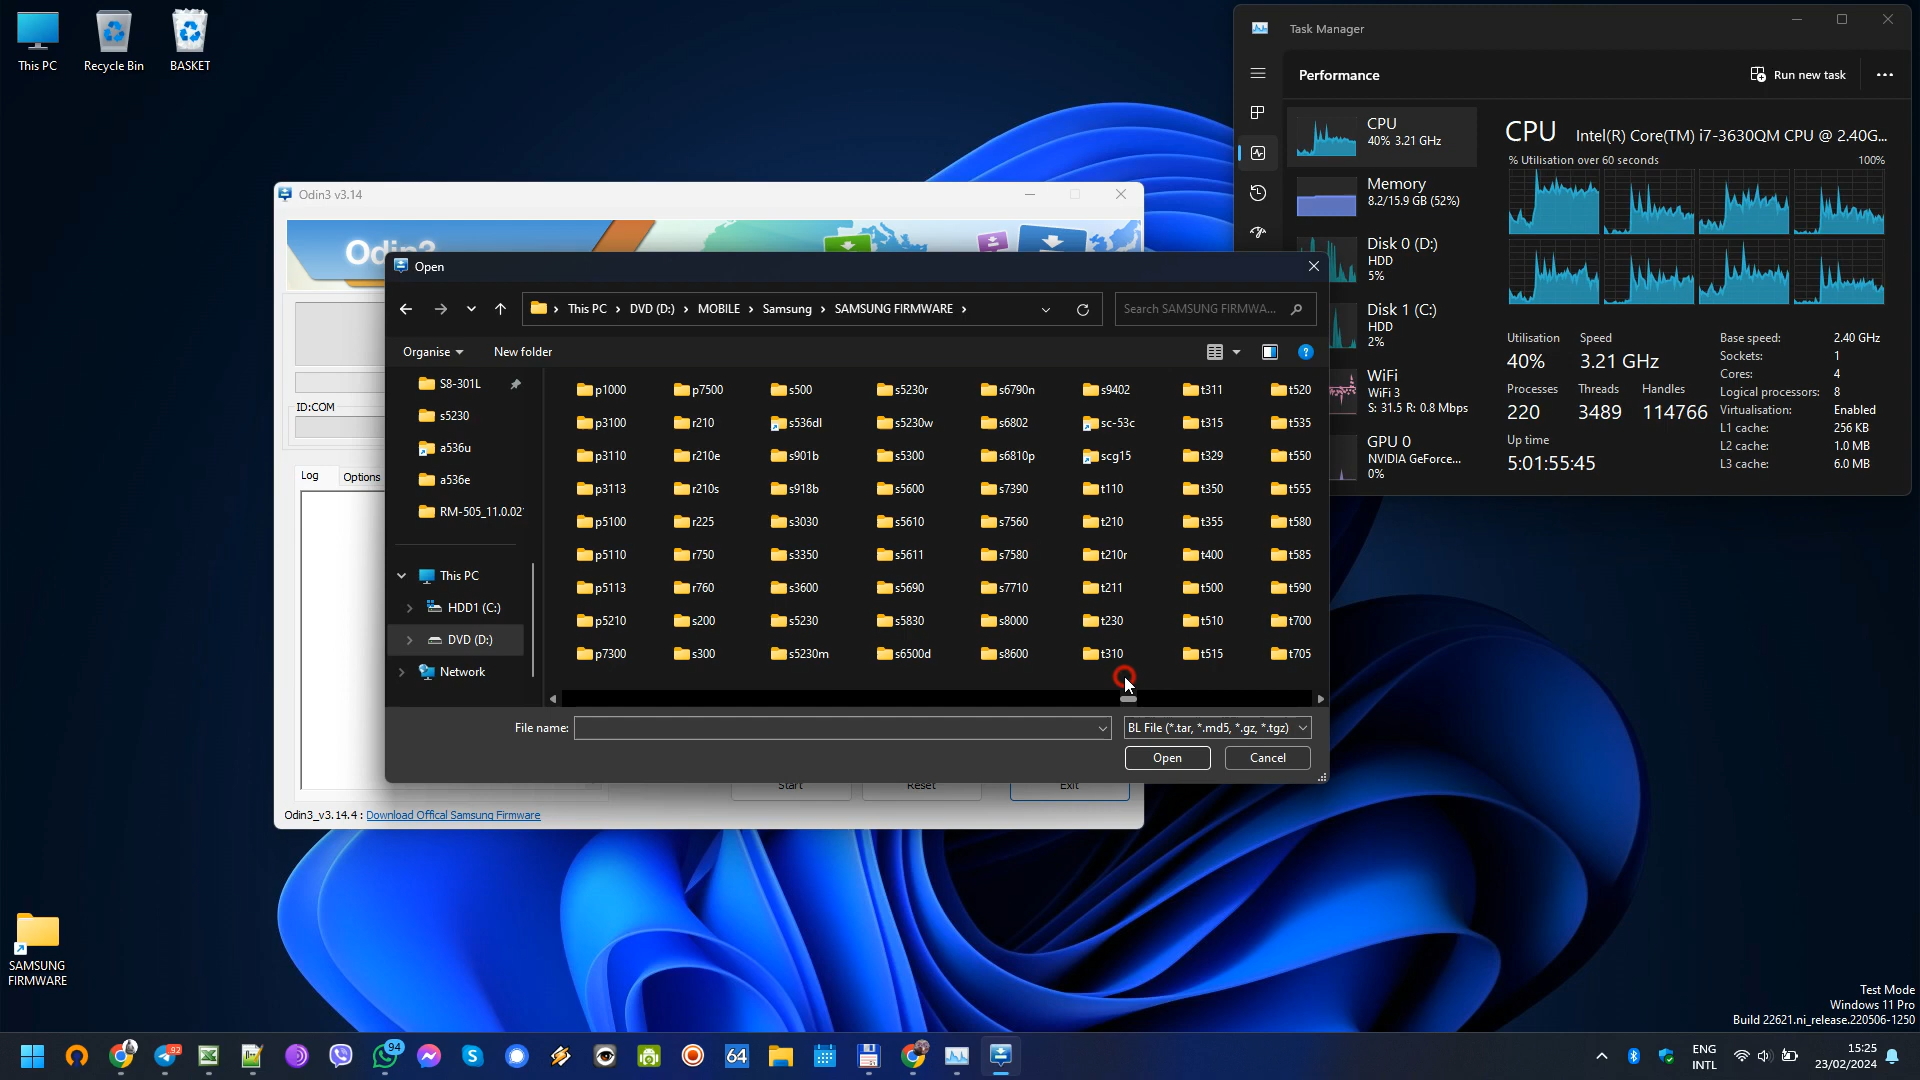 This PC
Recycle Bin
BASKET
Task Manager
Performance
Run new task
CPU
40% 3.21 GHz
Memory
8.2/15.9 GB (52%)
Disk 0 (D:)
HDD
5%
Disk 1 (C:)
HDD
2%
WiFi
WiFi 3
S: 31.5 R: 0.8 Mbps
GPU 0
NVIDIA GeForce...
0%
CPU Intel(R) Core(TM) i7-3630QM CPU @ 2.40G...
% Utilisation over 60 seconds 100%
Utilisation Speed
40% 3.21 GHz
Processes Threads Handles
220 3489 114766
Up time
5:01:55:45
Base speed: 2.40 GHz
Sockets: 1
Cores: 4
Logical processors: 8
Virtualisation: Enabled
L1 cache: 256 KB
L2 cache: 1.0 MB
L3 cache: 6.0 MB
Odin3 v3.14
ID:COM
Log Options
Open
This PC > DVD (D:) > MOBILE > Samsung > SAMSUNG FIRMWARE >
Search SAMSUNG FIRMWA...
Organise New folder
S8-301L
s5230
a536u
a536e
RM-505_11.0.02
This PC
HDD1 (C:)
DVD (D:)
Network
p1000 p7500 s500 s5230r s6790n s9402 t311 t520
p3100 r210 s536dl s5230w s6802 sc-53c t315 t535
p3110 r210e s901b s5300 s6810p scg15 t329 t550
p3113 r210s s918b s5600 s7390 t110 t350 t555
p5100 r225 s3030 s5610 s7560 t210 t355 t580
p5110 r750 s3350 s5611 s7580 t210r t400 t585
p5113 r760 s3600 s5690 s7710 t211 t500 t590
p5210 s200 s5230 s5830 s8000 t230 t510 t700
p7300 s300 s5230m s6500d s8600 t310 t515 t705
File name:
BL File (*.tar, *.md5, *.gz, *.tgz)
Open Cancel
Start Reset Exit
Odin3_v3.14.4 : Download Offical Samsung Firmware
SAMSUNG
FIRMWARE
Test Mode
Windows 11 Pro
Build 22621.ni_release.220506-1250
92
94
64
ENG
INTL
15:25
23/02/2024